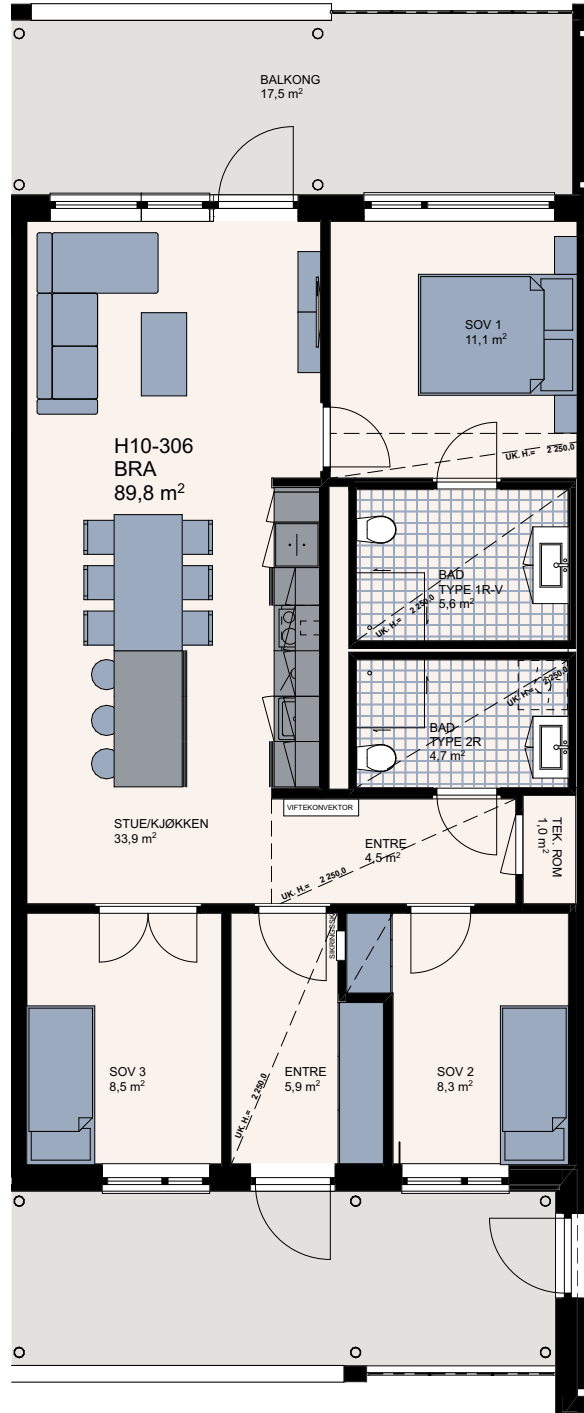 BALKONG
17,5 m²
SOV 1
11,1 m²
UK. H.= 2 250,0
H10-306
BRA
89,8 m²
BAD
TYPE 1R-V
5,6 m²
UK. H.= 2 250,0
BAD
TYPE 2R
4,7 m²
UK. H.= 2 250,0
VIFTEKONVEKTOR
STUE/KJØKKEN
33,9 m²
ENTRE
4,5 m²
TEK. ROM
1,0 m²
UK. H.= 2 250,0
SIKRINGSSK
SOV 3
8,5 m²
ENTRE
5,9 m²
SOV 2
8,3 m²
UK. H.= 2 250,0